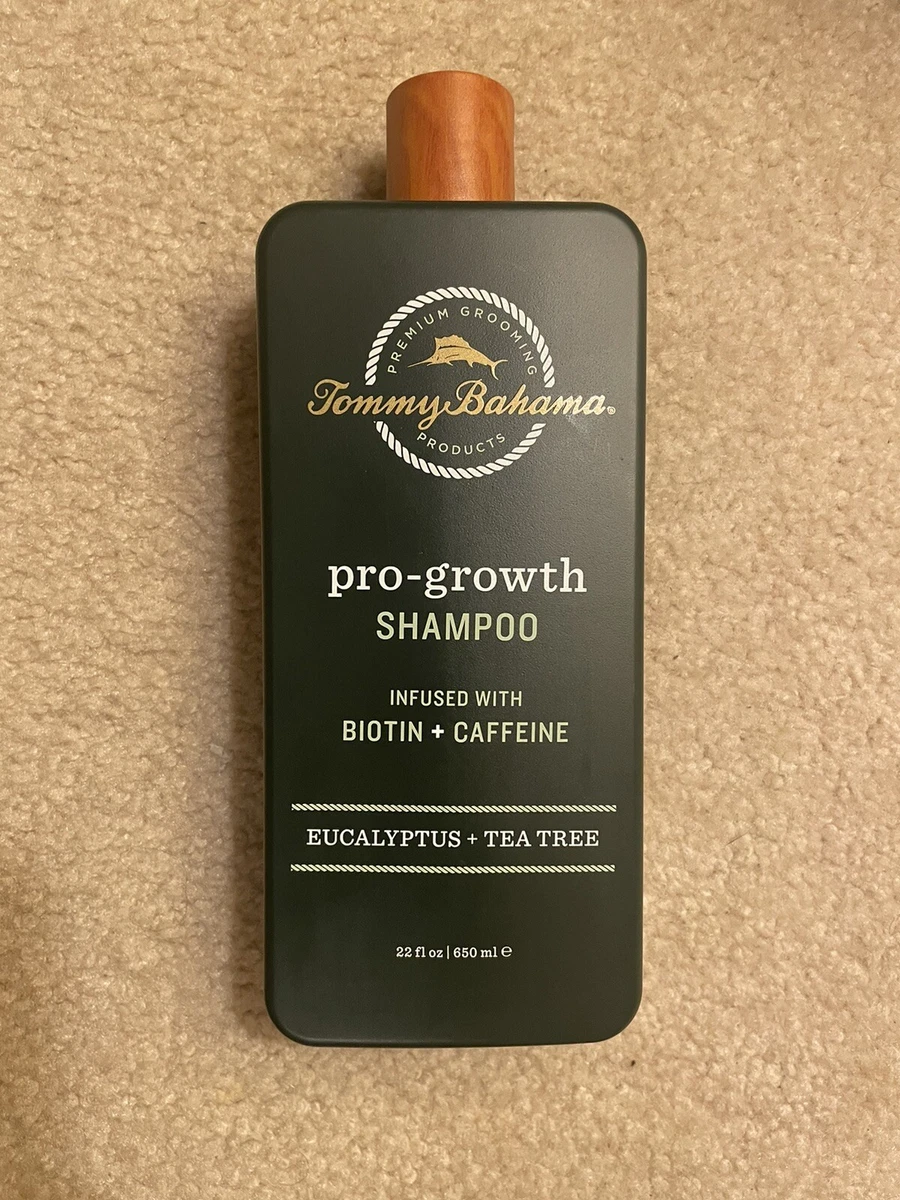 PREMIUM GROOMING
Tommy Bahama®
PRODUCTS
pro-growth
SHAMPOO
INFUSED WITH
BIOTIN + CAFFEINE
EUCALYPTUS + TEA TREE
22 fl oz | 650 ml ℮